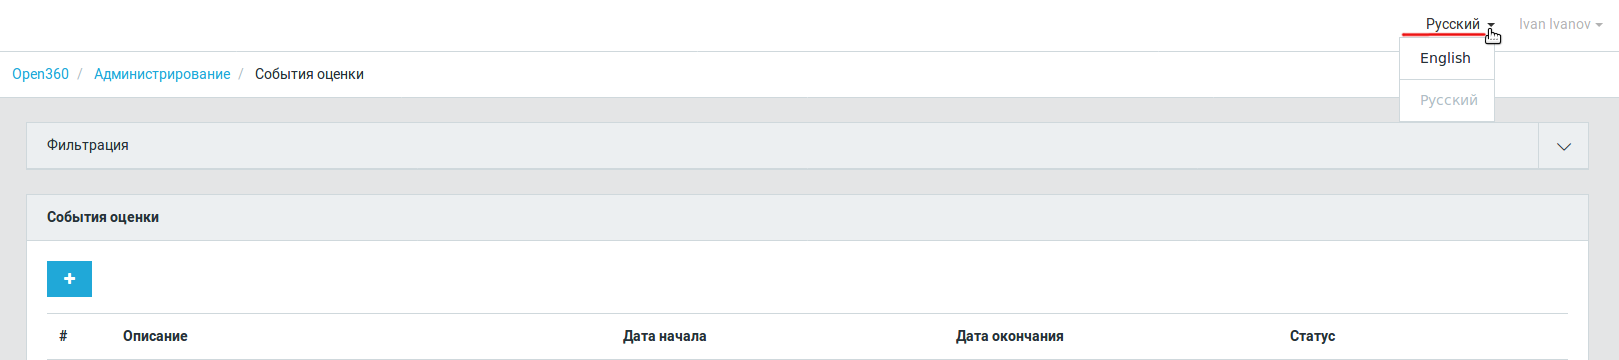 Русский Ivan Ivanov
English
Русский
Open360 / Администрирование / События оценки
Фильтрация
События оценки
+
# Описание Дата начала Дата окончания Статус